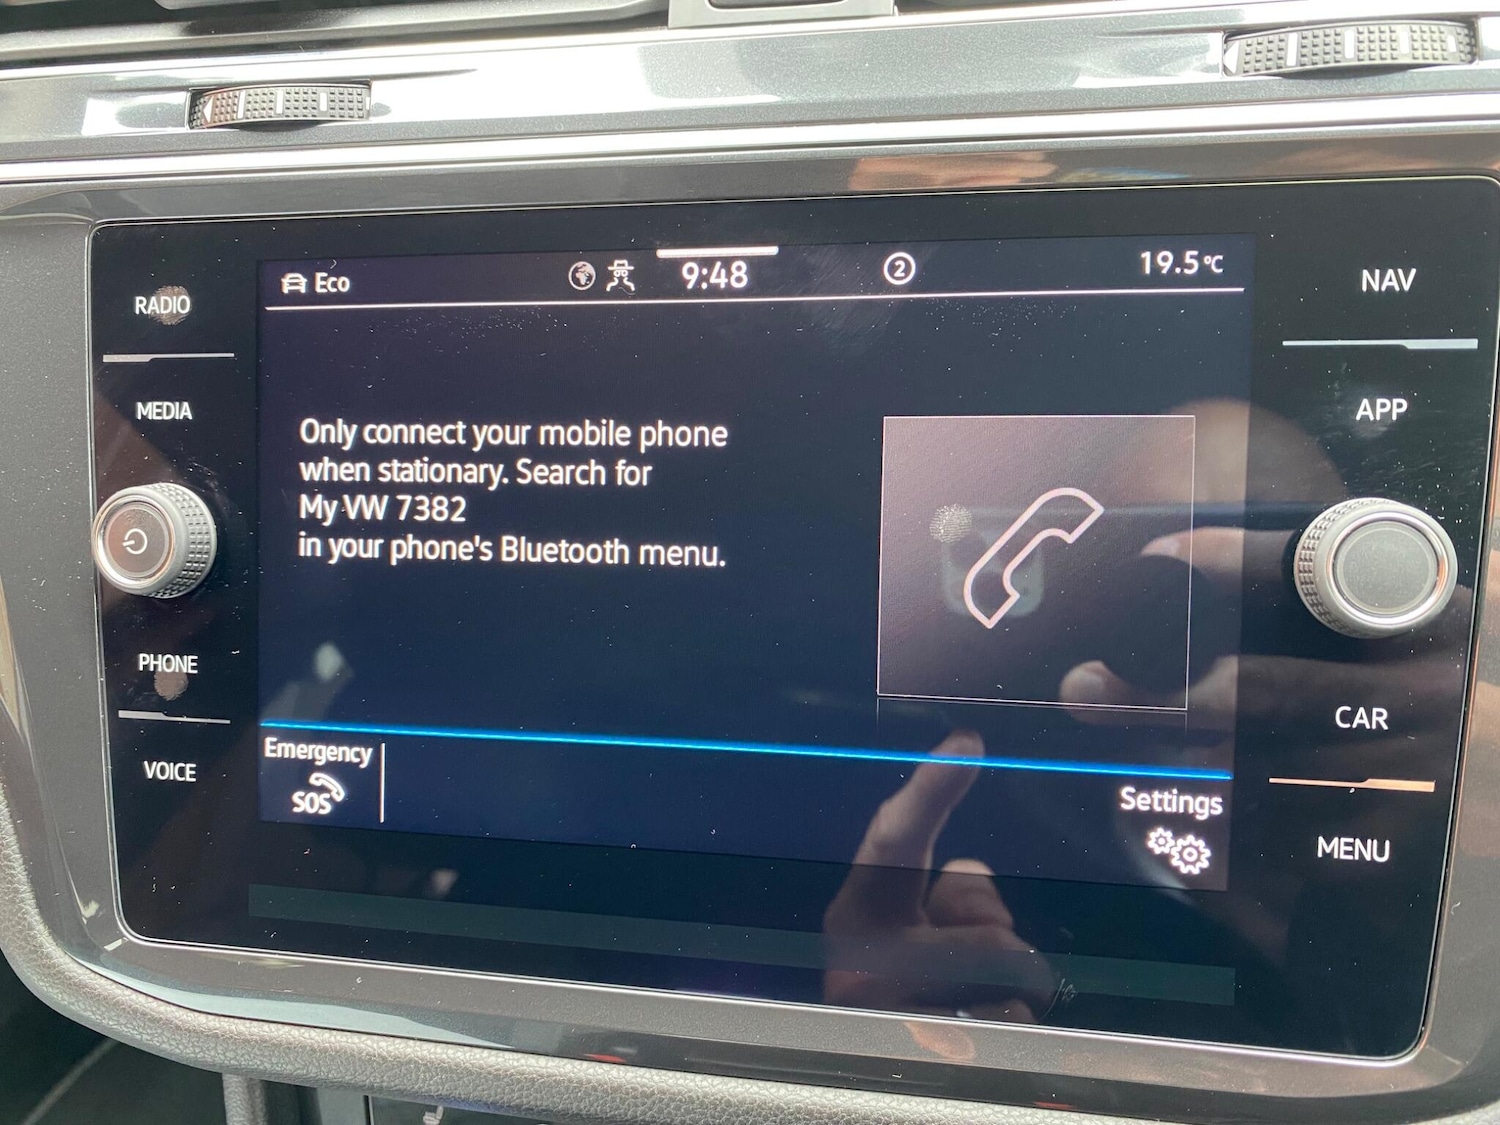 Eco
9:48
2
19.5°C
RADIO
MEDIA
PHONE
VOICE
Only connect your mobile phone
when stationary. Search for
My VW 7382
in your phone's Bluetooth menu.
Emergency
SOS
Settings
NAV
APP
CAR
MENU